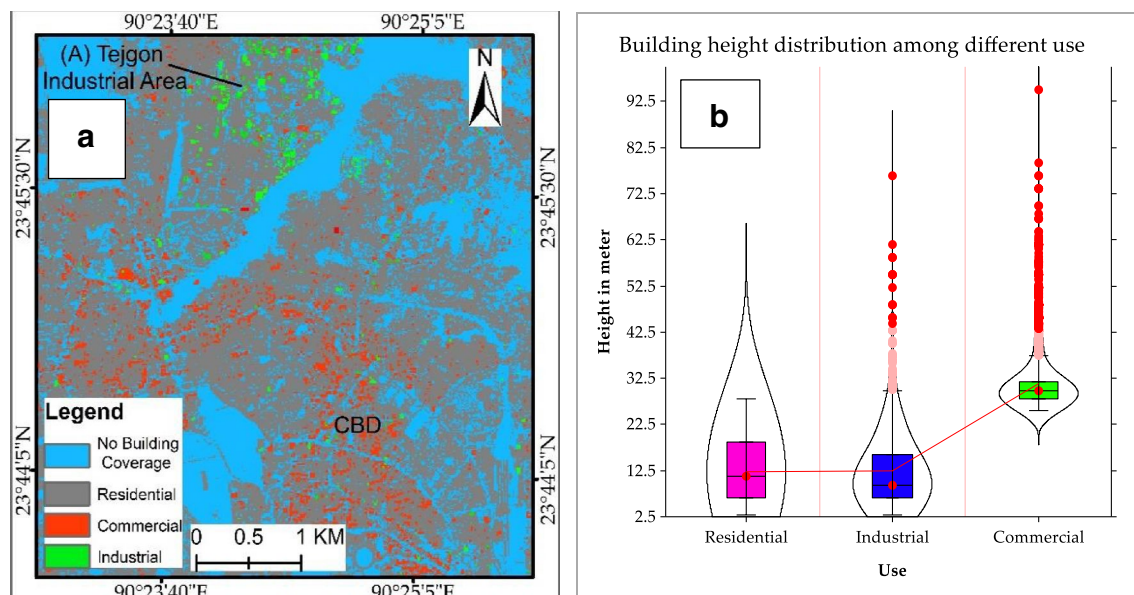 90°23'40"E 90°25'5"E
(A) Tejgon
Industrial Area
N
a
23°45'30"N
23°45'30"N
CBD
23°44'5"N
23°44'5"N
Legend
No Building
Coverage
Residential
Commercial
Industrial
0 0.5 1 KM
90°23'40"E 90°25'5"E
Building height distribution among different use
b
Height in meter
92.5
82.5
72.5
62.5
52.5
42.5
32.5
22.5
12.5
2.5
Residential Industrial Commercial
Use